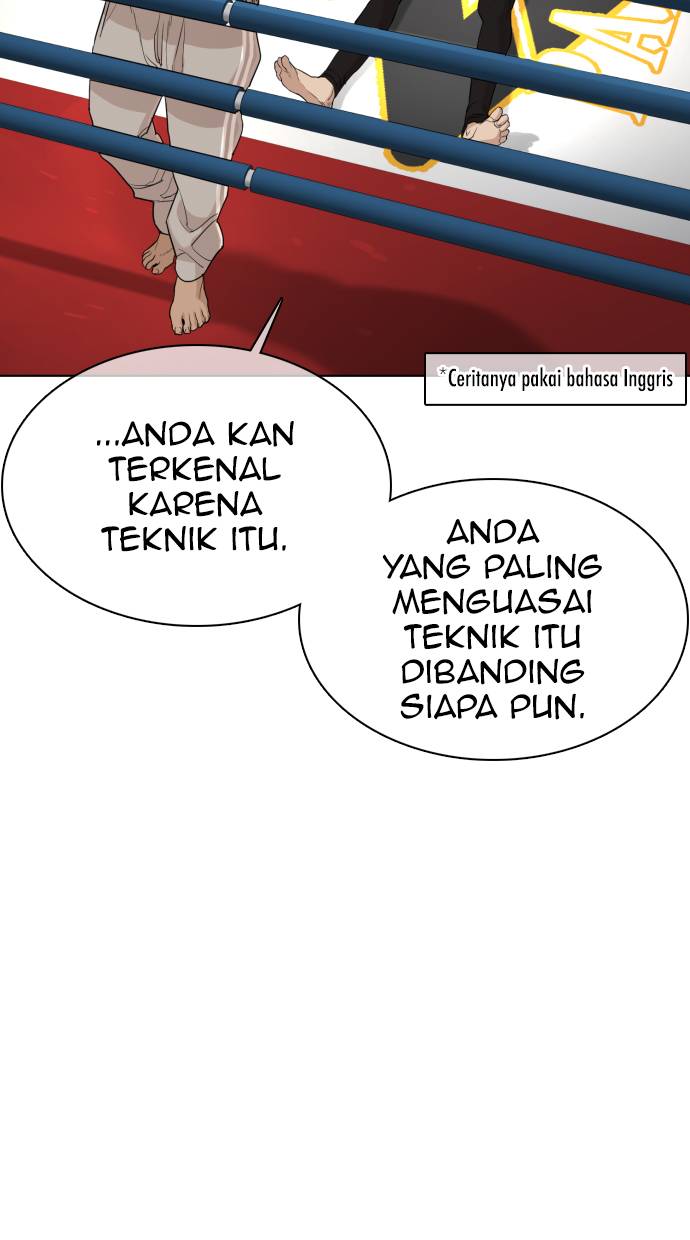 PA
*Ceritanya pakai bahasa Inggris
...ANDA KAN
TERKENAL
KARENA
TEKNIK ITU.
ANDA
YANG PALING
MENGUASAI
TEKNIK ITU
DIBANDING
SIAPA PUN.